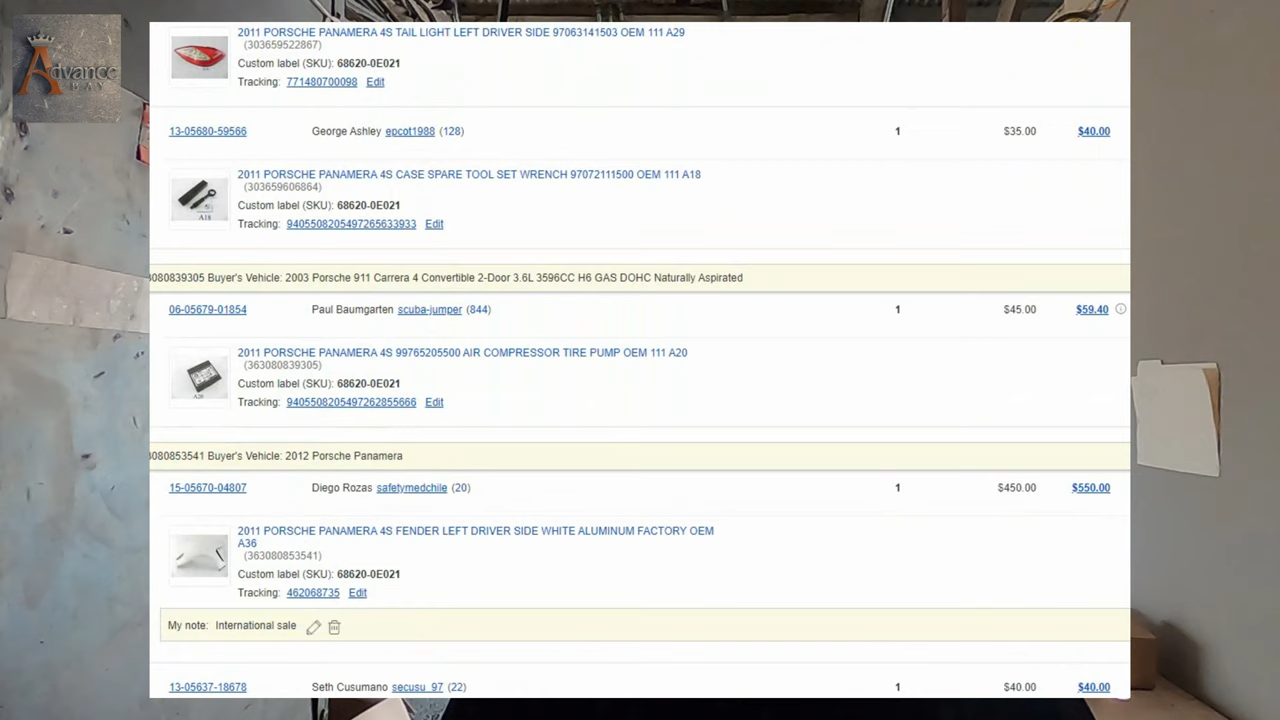 Advance
BAY
2011 PORSCHE PANAMERA 4S TAIL LIGHT LEFT DRIVER SIDE 97063141503 OEM 111 A29
(303659522867)
Custom label (SKU): 68620-0E021
Tracking: 771480700098 Edit
13-05680-59566 George Ashley epcot1988 (128) 1 $35.00 $40.00
2011 PORSCHE PANAMERA 4S CASE SPARE TOOL SET WRENCH 97072111500 OEM 111 A18
(303659606864)
A18
Custom label (SKU): 68620-0E021
Tracking: 9405508205497265633933 Edit
3080839305 Buyer's Vehicle: 2003 Porsche 911 Carrera 4 Convertible 2-Door 3.6L 3596CC H6 GAS DOHC Naturally Aspirated
06-05679-01854 Paul Baumgarten scuba-jumper (844) 1 $45.00 $59.40
2011 PORSCHE PANAMERA 4S 99765205500 AIR COMPRESSOR TIRE PUMP OEM 111 A20
(363080839305)
Custom label (SKU): 68620-0E021
A20
Tracking: 9405508205497262855666 Edit
3080853541 Buyer's Vehicle: 2012 Porsche Panamera
15-05670-04807 Diego Rozas safetymedchile (20) 1 $450.00 $550.00
2011 PORSCHE PANAMERA 4S FENDER LEFT DRIVER SIDE WHITE ALUMINUM FACTORY OEM
A36
(363080853541)
Custom label (SKU): 68620-0E021
Tracking: 462068735 Edit
My note: International sale
13-05637-18678 Seth Cusumano secusu_97 (22) 1 $40.00 $40.00